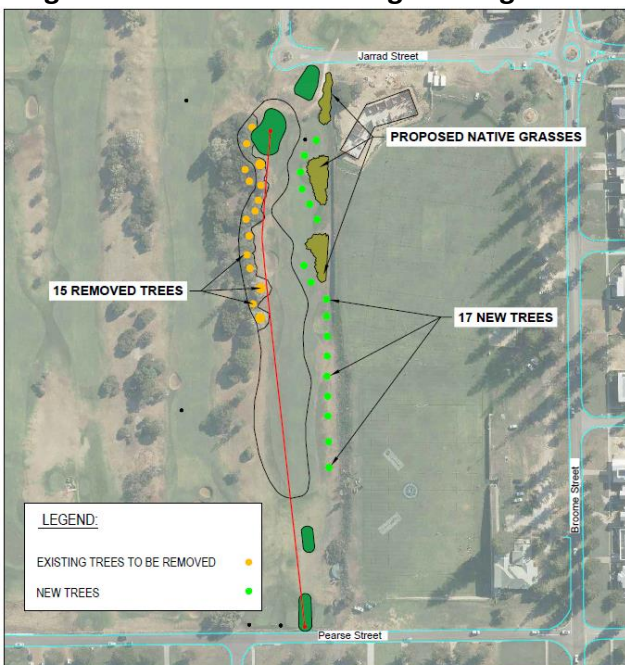 Jarrad Street
PROPOSED NATIVE GRASSES
15 REMOVED TREES
17 NEW TREES
Broome Street
LEGEND:
EXISTING TREES TO BE REMOVED
NEW TREES
Pearse Street